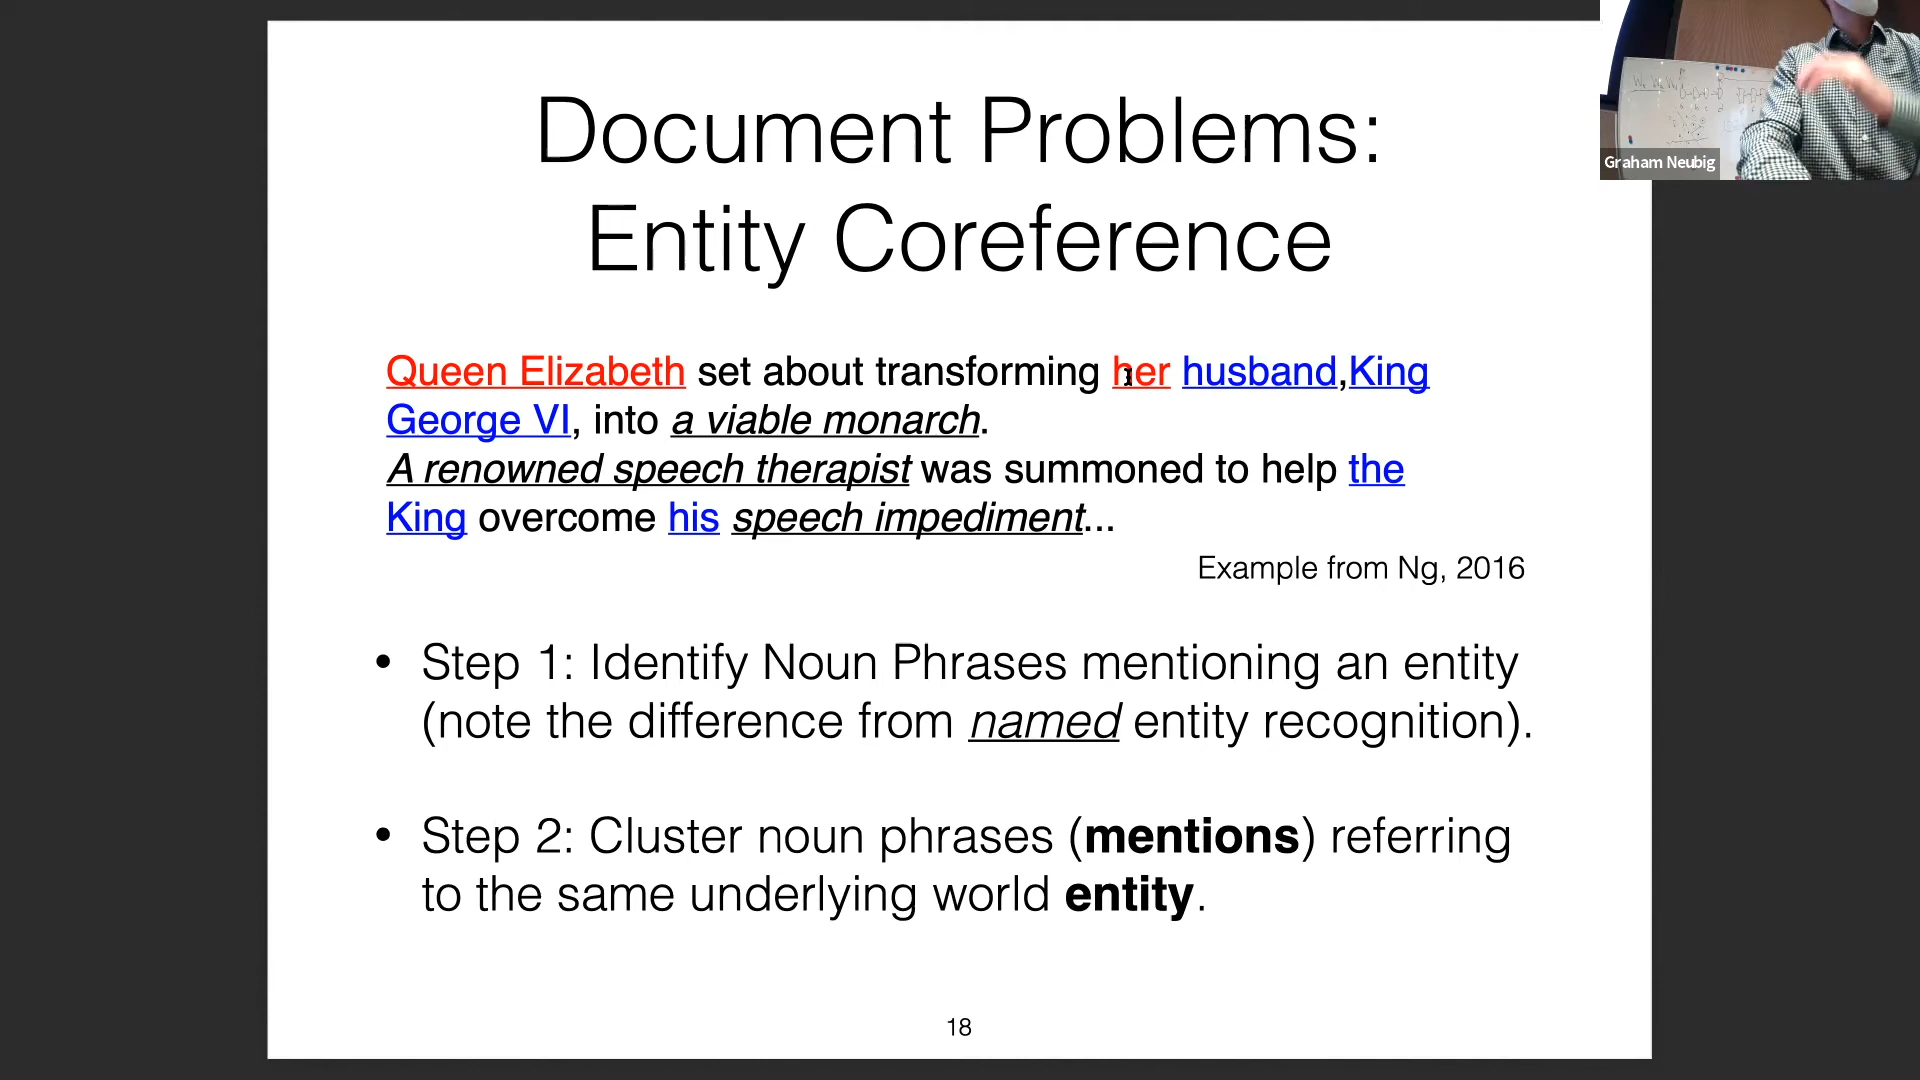 Document Problems:
Entity Coreference
Queen Elizabeth set about transforming her husband,King
George VI, into a viable monarch.
A renowned speech therapist was summoned to help the
King overcome his speech impediment...
Example from Ng, 2016
• Step 1: Identify Noun Phrases mentioning an entity
(note the difference from named entity recognition).
• Step 2: Cluster noun phrases (mentions) referring
to the same underlying world entity.
18
Graham Neubig